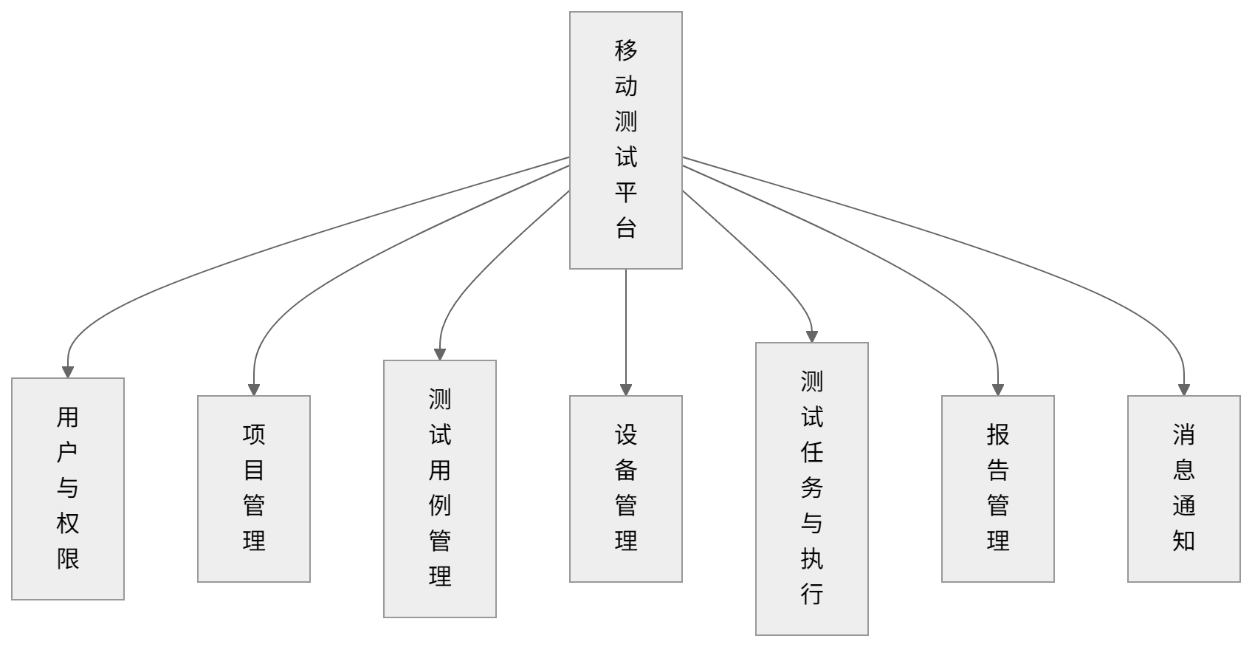 移动测试平台
用户与权限
项目管理
测试用例管理
设备管理
测试任务与执行
报告管理
消息通知